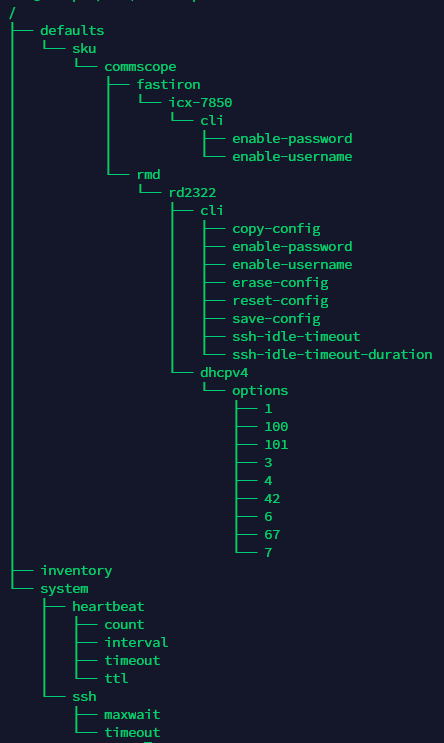 /
├── defaults
│   └── sku
│       └── commscope
│           ├── fastiron
│           │   └── icx-7850
│           │       └── cli
│           │           ├── enable-password
│           │           └── enable-username
│           └── rmd
│               └── rd2322
│                   ├── cli
│                   │   ├── copy-config
│                   │   ├── enable-password
│                   │   ├── enable-username
│                   │   ├── erase-config
│                   │   ├── reset-config
│                   │   ├── save-config
│                   │   ├── ssh-idle-timeout
│                   │   └── ssh-idle-timeout-duration
│                   └── dhcpv4
│                       └── options
│                           ├── 1
│                           ├── 100
│                           ├── 101
│                           ├── 3
│                           ├── 4
│                           ├── 42
│                           ├── 6
│                           ├── 67
│                           └── 7
├── inventory
└── system
    ├── heartbeat
    │   ├── count
    │   ├── interval
    │   ├── timeout
    │   └── ttl
    └── ssh
        ├── maxwait
        └── timeout